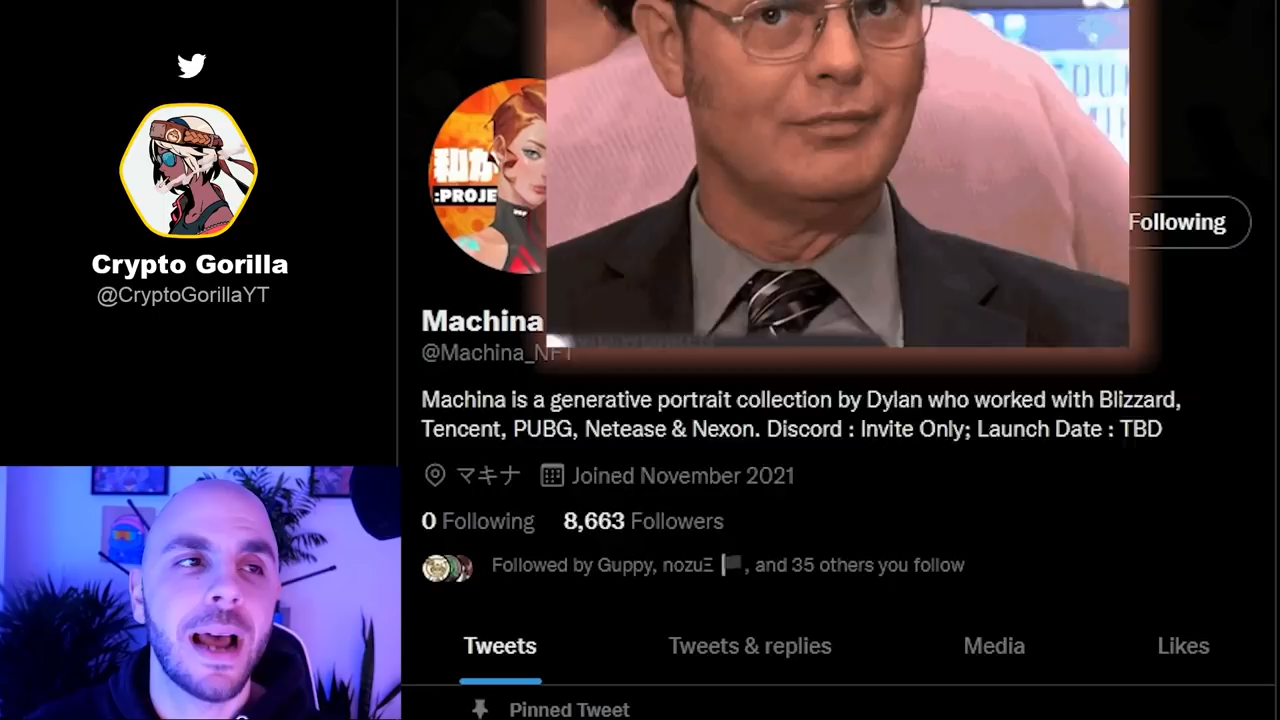 Crypto Gorilla
@CryptoGorillaYT
:PROJE
Following
Machina
@Machina_NFT
Machina is a generative portrait collection by Dylan who worked with Blizzard,
Tencent, PUBG, Netease & Nexon. Discord : Invite Only; Launch Date : TBD
マキナ Joined November 2021
0 Following 8,663 Followers
Followed by Guppy, nozuΞ 🏴, and 35 others you follow
Tweets Tweets & replies Media Likes
Pinned Tweet